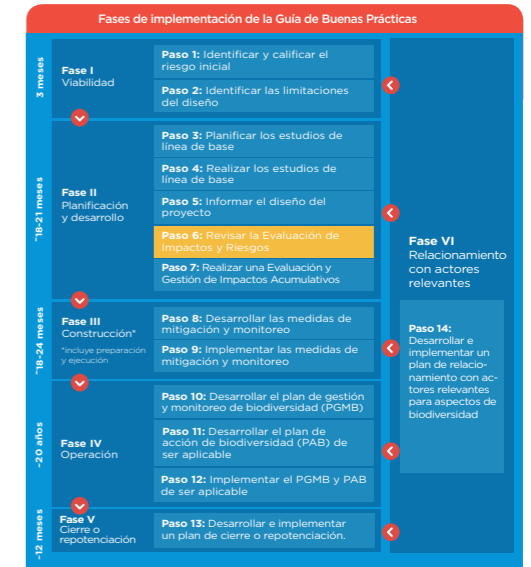 Fases de implementación de la Guía de Buenas Prácticas
3 meses
Fase I
Viabilidad
Paso 1: Identificar y calificar el
riesgo inicial
Paso 2: Identificar las limitaciones
del diseño
~18-21 meses
Fase II
Planificación
y desarrollo
Paso 3: Planificar los estudios de
línea de base
Paso 4: Realizar los estudios de
línea de base
Paso 5: Informar el diseño del
proyecto
Paso 6: Revisar la Evaluación de
Impactos y Riesgos
Paso 7: Realizar una Evaluación y
Gestión de Impactos Acumulativos
~18-24 meses
Fase III
Construcción*
*incluye preparación
y ejecución
Paso 8: Desarrollar las medidas de
mitigación y monitoreo
Paso 9: Implementar las medidas de
mitigación y monitoreo
~20 años
Fase IV
Operación
Paso 10: Desarrollar el plan de gestión
y monitoreo de biodiversidad (PGMB)
Paso 11: Desarrollar el plan de
acción de biodiversidad (PAB) de
ser aplicable
Paso 12: Implementar el PGMB y PAB
de ser aplicable
~12 meses
Fase V
Cierre o
repotenciación
Paso 13: Desarrollar e implementar
un plan de cierre o repotenciación.
Fase VI
Relacionamiento
con actores
relevantes
Paso 14:
Desarrollar e
implementar un
plan de relacio-
namiento con ac-
tores relevantes
para aspectos de
biodiversidad